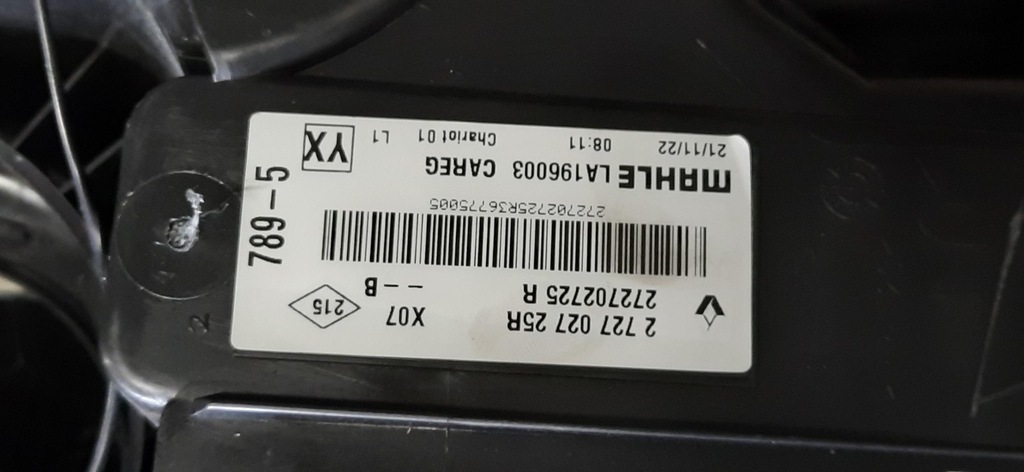 2 727 027 25R X07 215
272702725 R - - B
272702725R36775005
MAHLE LA196003 CAREG
21/11/22 08:11 Chariot 01 L1 YX
789-5
2